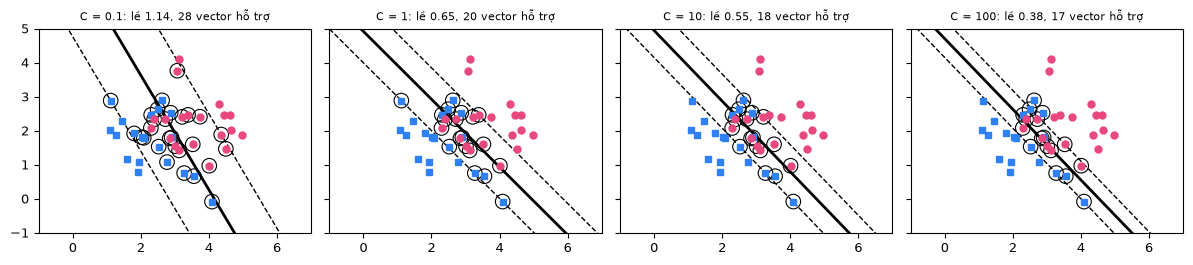 C = 0.1: lề 1.14, 28 vector hỗ trợ
C = 1: lề 0.65, 20 vector hỗ trợ
C = 10: lề 0.55, 18 vector hỗ trợ
C = 100: lề 0.38, 17 vector hỗ trợ
5
4
3
2
1
0
−1
0 2 4 6
0 2 4 6
0 2 4 6
0 2 4 6